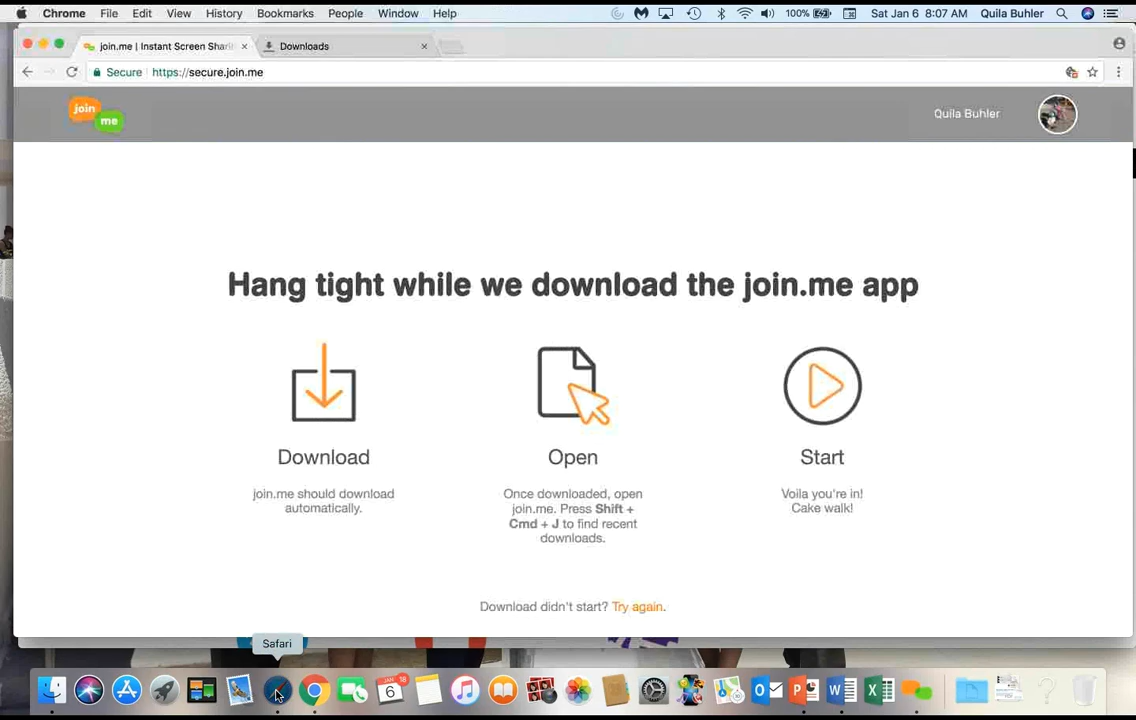 Chrome File Edit View History Bookmarks People Window Help 100% Sat Jan 6 8:07 AM Quila Buhler
join.me | Instant Screen Shari Downloads
Secure https://secure.join.me
join
me
Quila Buhler
Hang tight while we download the join.me app
Download
join.me should download
automatically.
Open
Once downloaded, open
join.me. Press Shift +
Cmd + J to find recent
downloads.
Start
Voila you're in!
Cake walk!
Download didn't start? Try again.
Safari
JAN
6
18